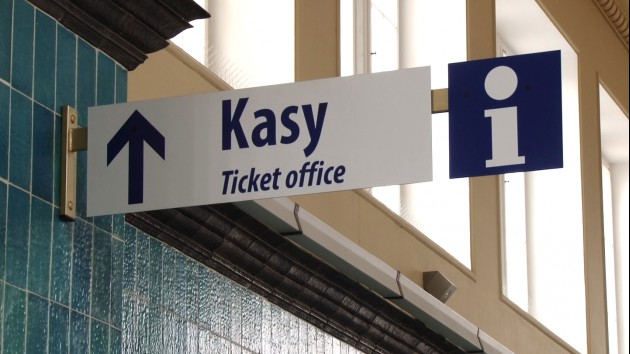 Kasy
Ticket office
i